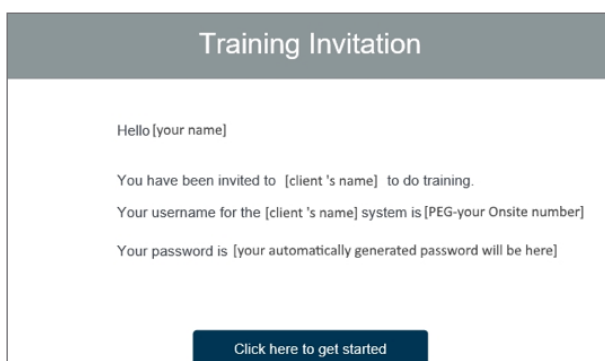 Training Invitation
Hello [your name]
You have been invited to [client 's name] to do training.
Your username for the [client 's name] system is [PEG-your Onsite number]
Your password is [your automatically generated password will be here]
Click here to get started